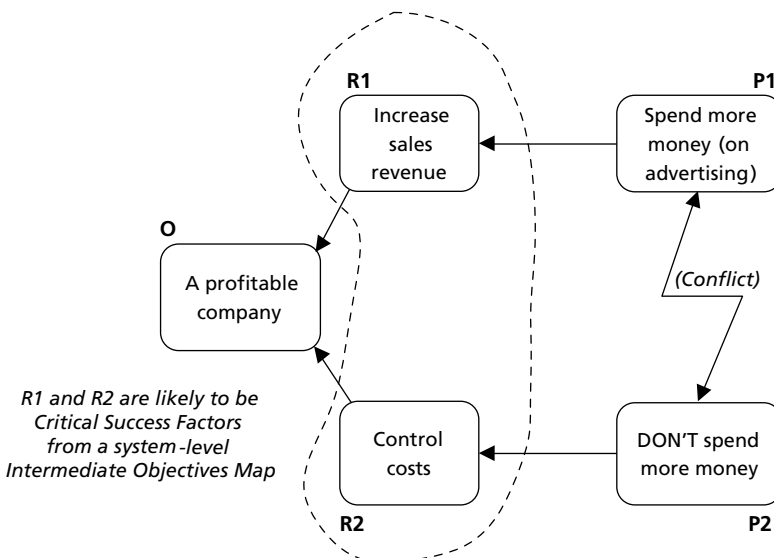 R1
Increase
sales
revenue
P1
Spend more
money (on
advertising)
O
A profitable
company
(Conflict)
R1 and R2 are likely to be
Critical Success Factors
from a system-level
Intermediate Objectives Map
Control
costs
R2
DON'T spend
more money
P2